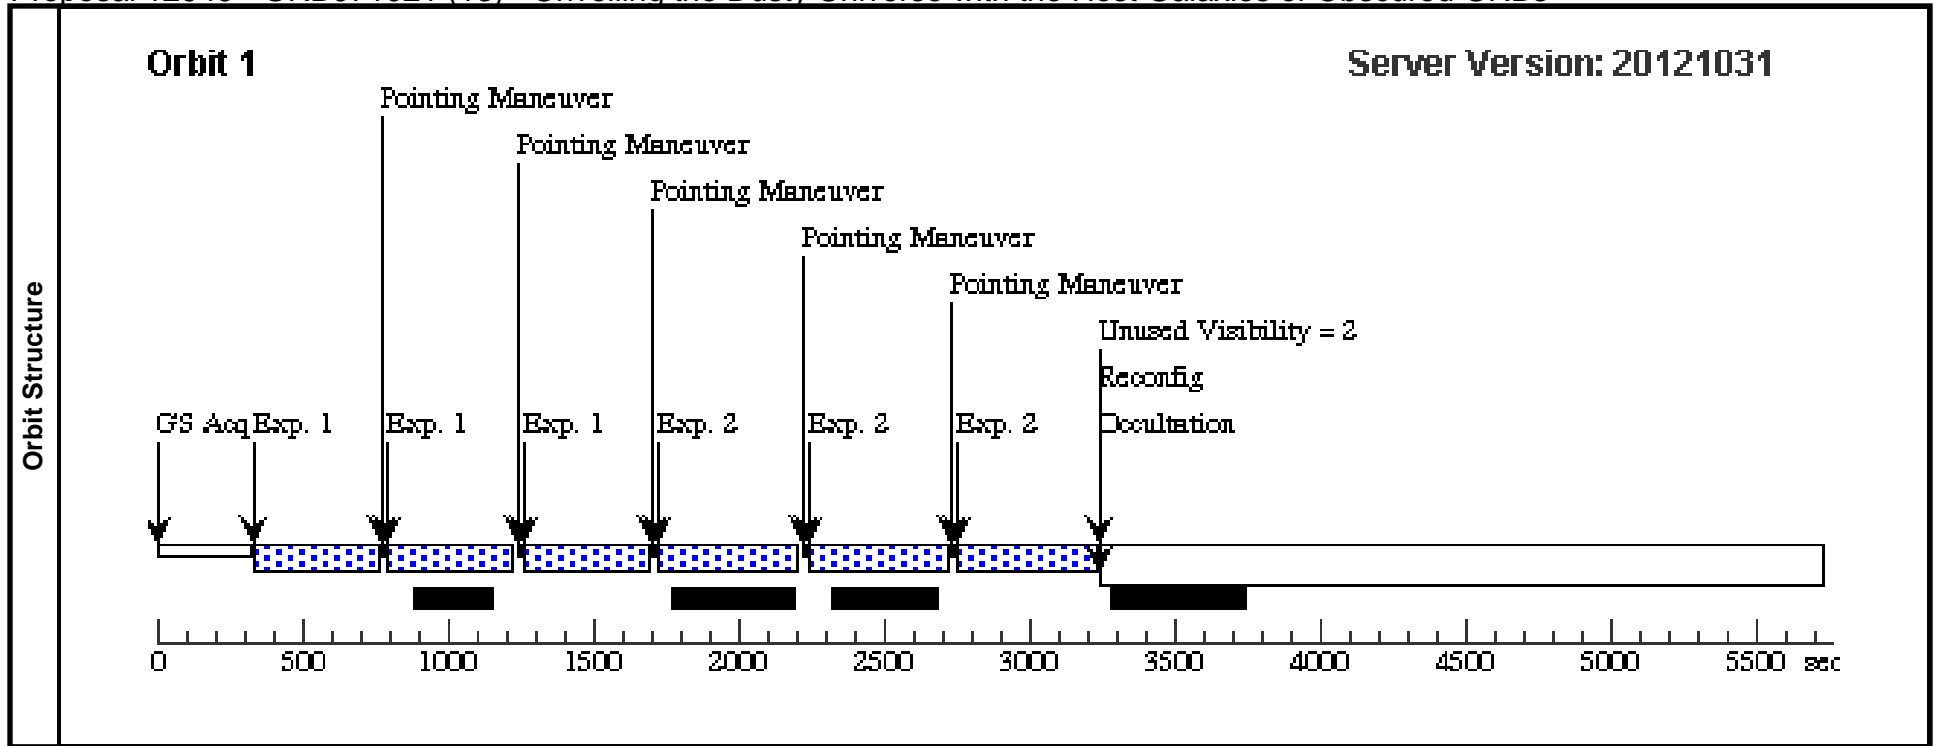 Orbit 1
Server Version: 20121031
Pointing Maneuver
Pointing Maneuver
Pointing Maneuver
Pointing Maneuver
Pointing Maneuver
Unused Visibility = 2
Reconfig
GS Acq Exp. 1 Exp. 1 Exp. 1 Exp. 2 Exp. 2 Exp. 2 Occultation
Orbit Structure
0 500 1000 1500 2000 2500 3000 3500 4000 4500 5000 5500 sec